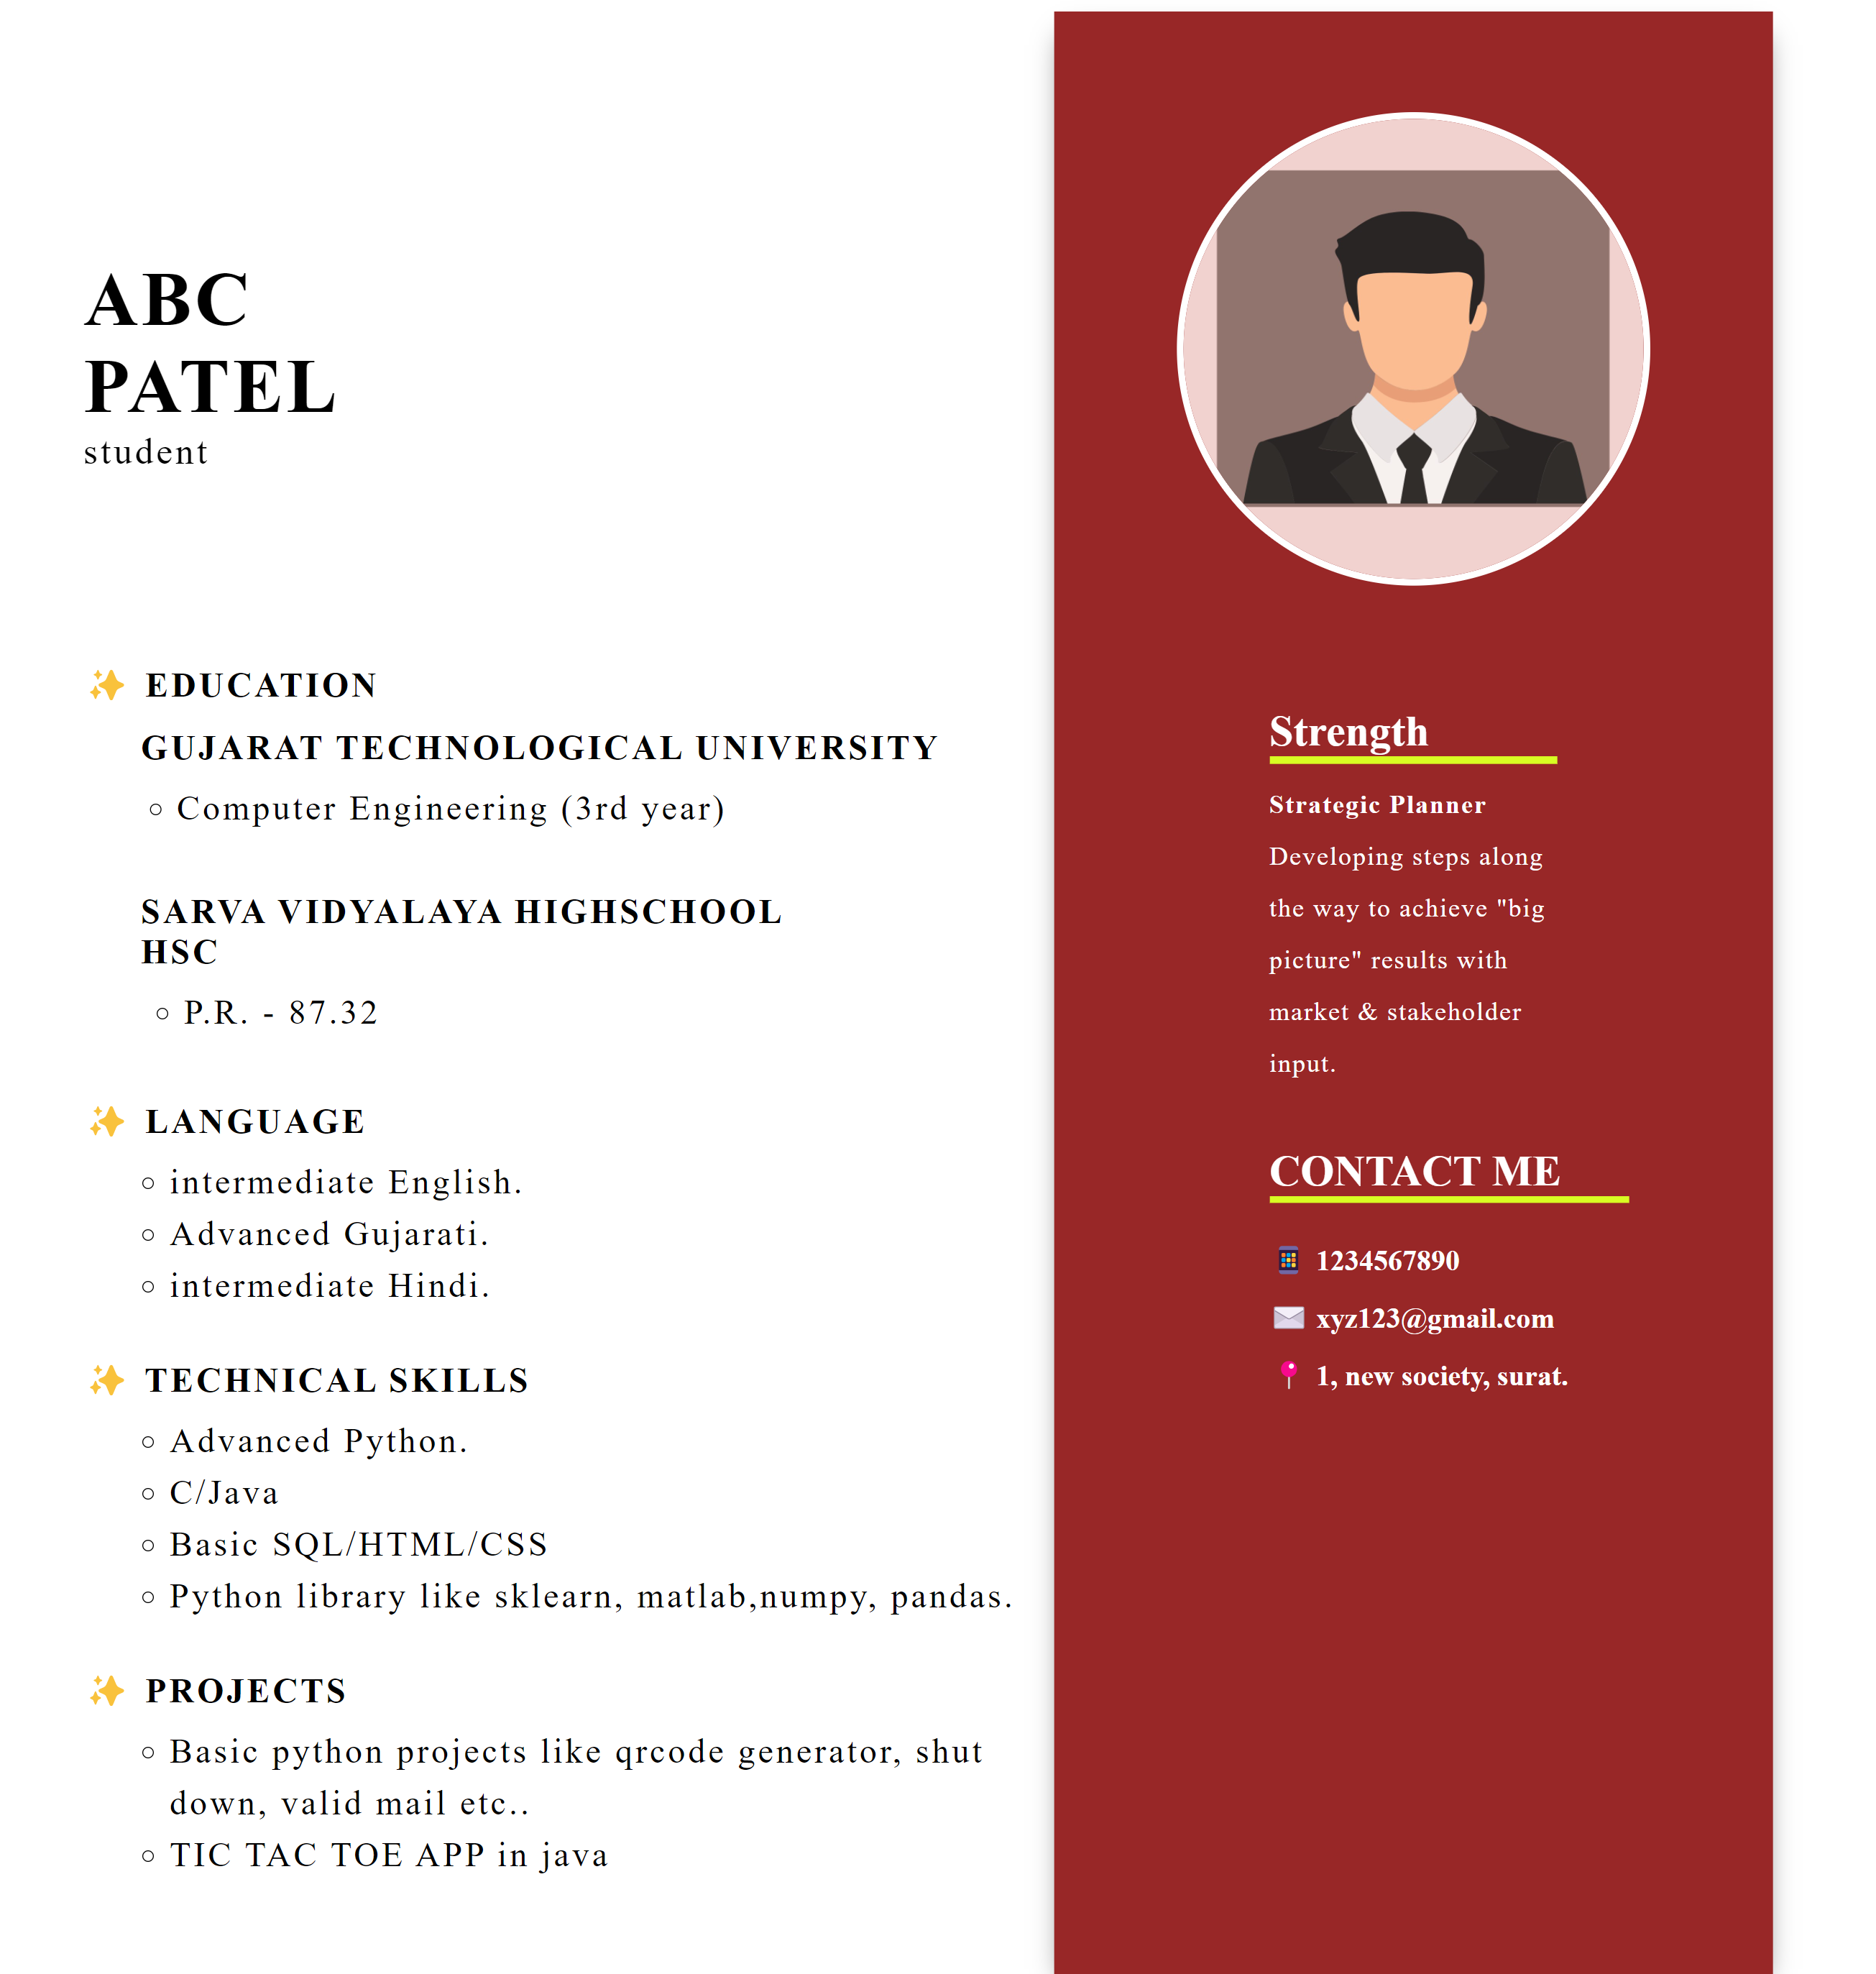 ABC
PATEL
student
EDUCATION
GUJARAT TECHNOLOGICAL UNIVERSITY
Computer Engineering (3rd year)
SARVA VIDYALAYA HIGHSCHOOL
HSC
P.R. - 87.32
LANGUAGE
intermediate English.
Advanced Gujarati.
intermediate Hindi.
TECHNICAL SKILLS
Advanced Python.
C/Java
Basic SQL/HTML/CSS
Python library like sklearn, matlab,numpy, pandas.
PROJECTS
Basic python projects like qrcode generator, shut
down, valid mail etc..
TIC TAC TOE APP in java
Strength
Strategic Planner
Developing steps along
the way to achieve "big
picture" results with
market & stakeholder
input.
CONTACT ME
1234567890
xyz123@gmail.com
1, new society, surat.